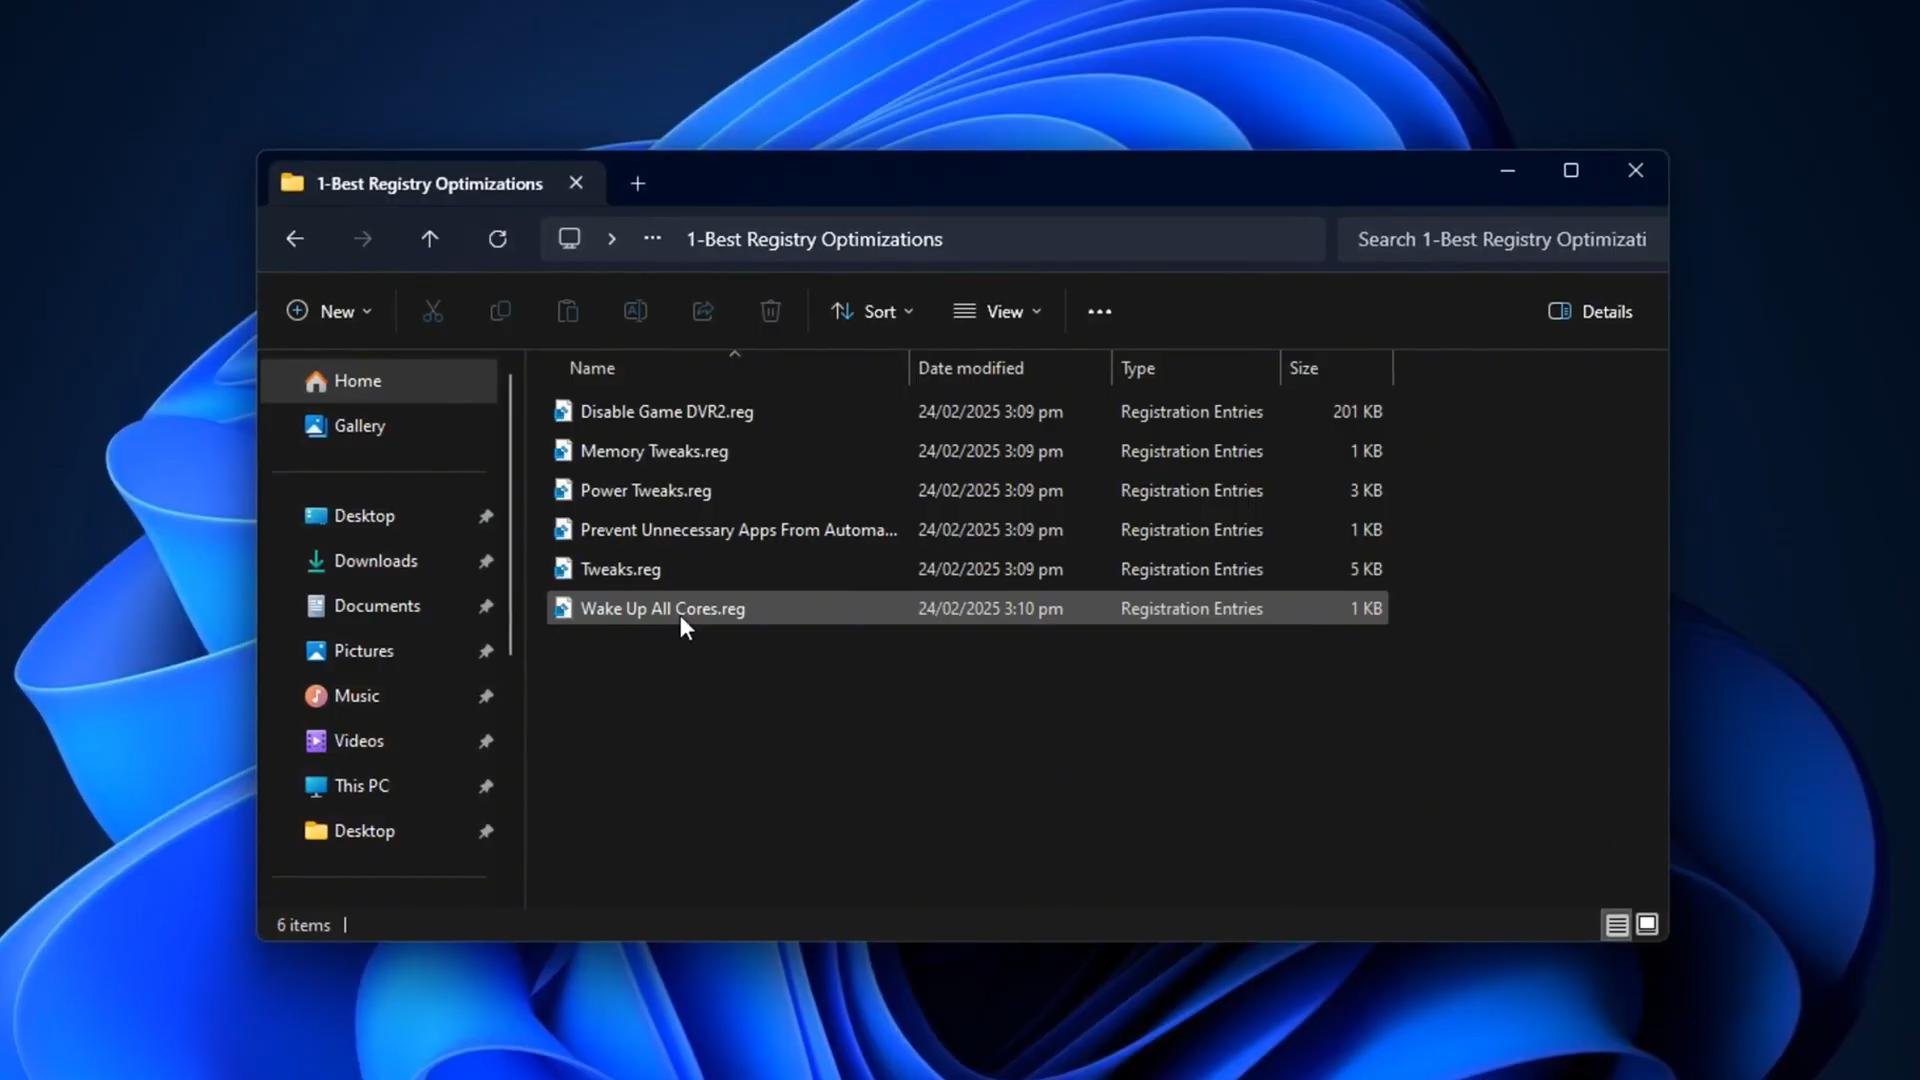 1-Best Registry Optimizations
1-Best Registry Optimizations
Search 1-Best Registry Optimizati
New
Sort
View
Details
Name Date modified Type Size
Home
Gallery
Desktop
Downloads
Documents
Pictures
Music
Videos
This PC
Desktop
Disable Game DVR2.reg 24/02/2025 3:09 pm Registration Entries 201 KB
Memory Tweaks.reg 24/02/2025 3:09 pm Registration Entries 1 KB
Power Tweaks.reg 24/02/2025 3:09 pm Registration Entries 3 KB
Prevent Unnecessary Apps From Automa... 24/02/2025 3:09 pm Registration Entries 1 KB
Tweaks.reg 24/02/2025 3:09 pm Registration Entries 5 KB
Wake Up All Cores.reg 24/02/2025 3:10 pm Registration Entries 1 KB
6 items